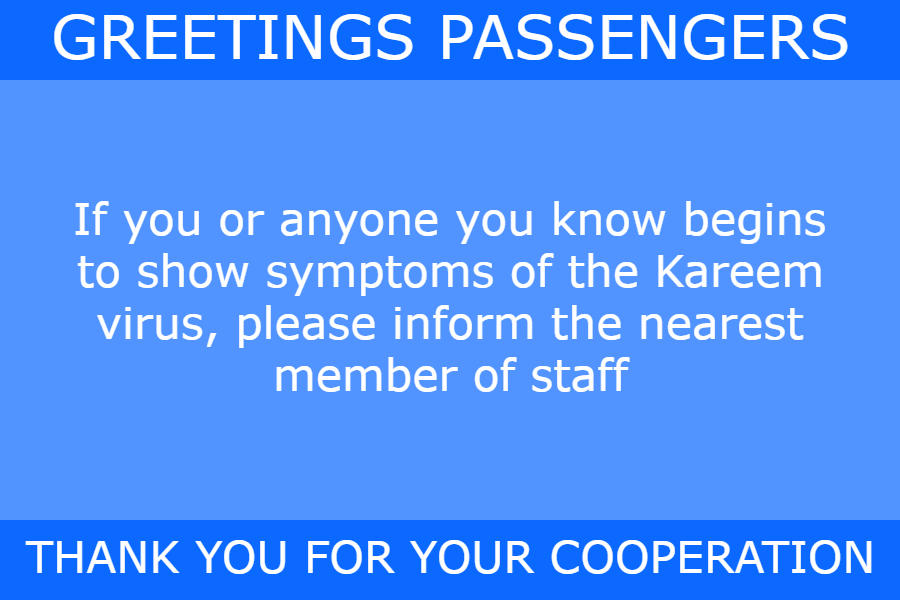 GREETINGS PASSENGERS
If you or anyone you know begins
to show symptoms of the Kareem
virus, please inform the nearest
member of staff
THANK YOU FOR YOUR COOPERATION